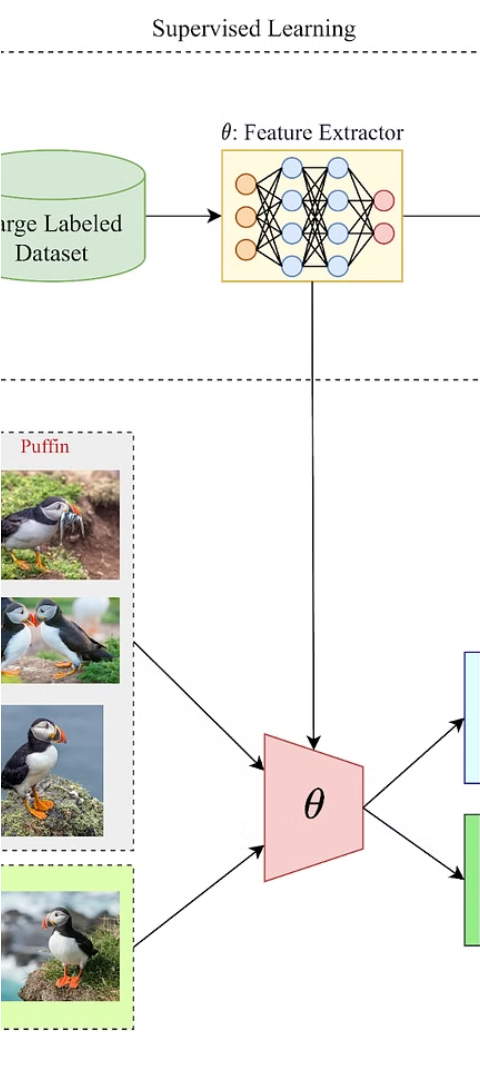 Supervised Learning
θ: Feature Extractor
arge Labeled
Dataset
Puffin
θ